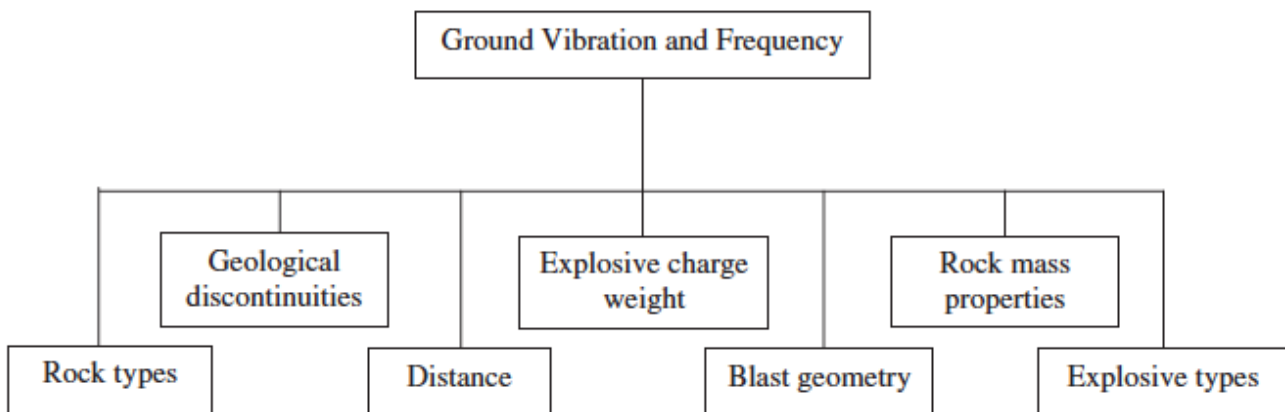 Ground Vibration and Frequency
Geological
discontinuities
Explosive charge
weight
Rock mass
properties
Rock types
Distance
Blast geometry
Explosive types